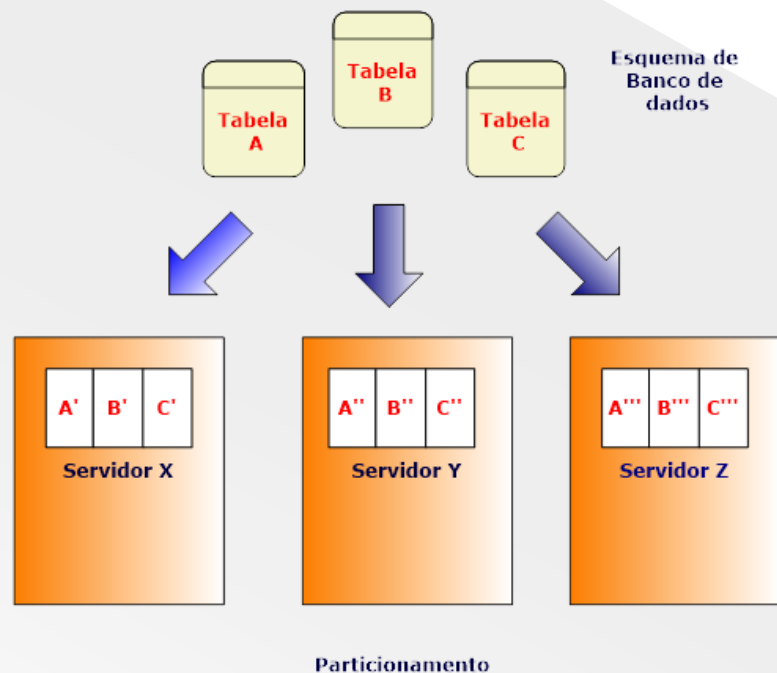 Esquema de
Banco de
dados
Tabela
A
Tabela
B
Tabela
C
A' B' C'
Servidor X
A'' B'' C''
Servidor Y
A''' B''' C'''
Servidor Z
Particionamento